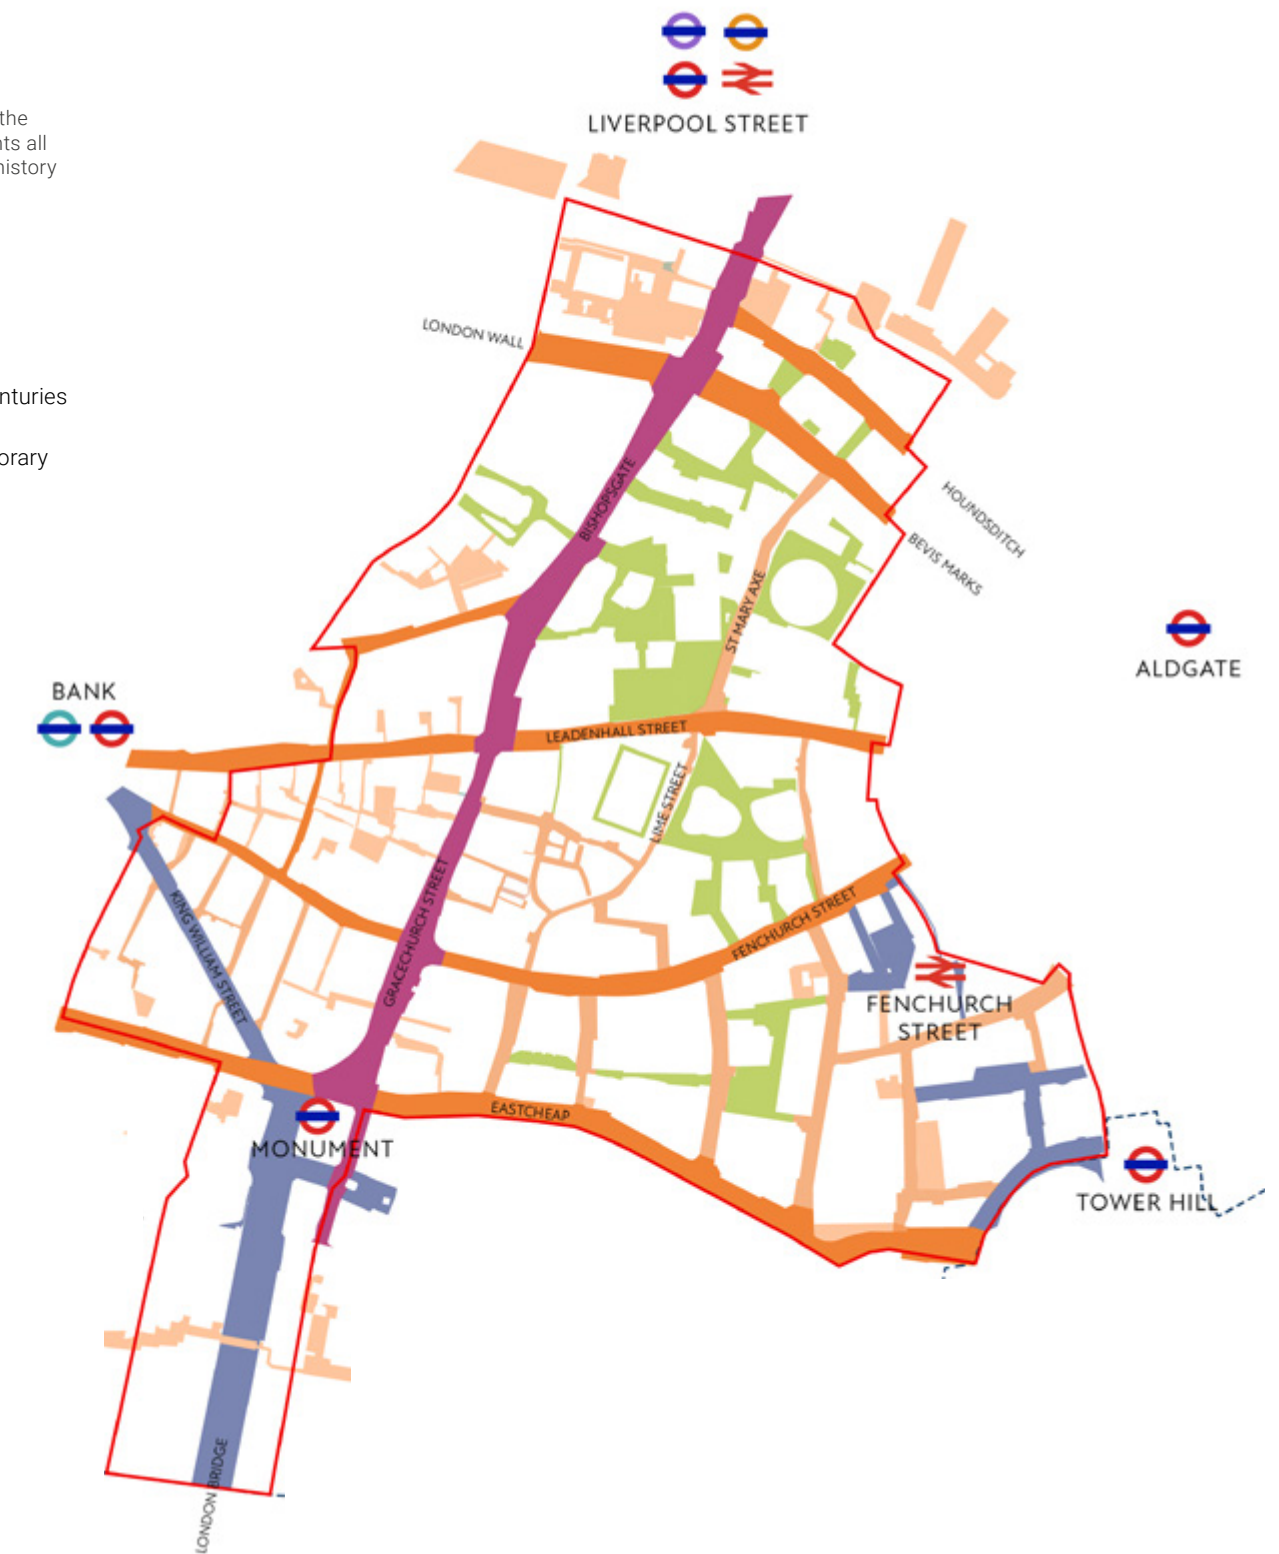 LIVERPOOL STREET
the
nts all
history
LONDON WALL
nturies
orary
BISHOPSGATE
HOUNDSDITCH
BEVIS MARKS
ST MARY AXE
ALDGATE
BANK
LEADENHALL STREET
LIME STREET
GRACECHURCH STREET
KING WILLIAM STREET
FENCHURCH STREET
FENCHURCH
STREET
EASTCHEAP
MONUMENT
TOWER HILL
LONDON BRIDGE